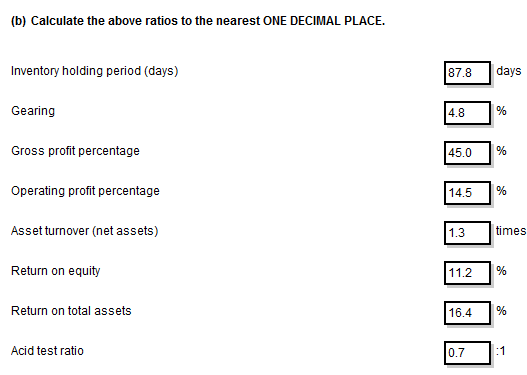 (b) Calculate the above ratios to the nearest ONE DECIMAL PLACE.
Inventory holding period (days) 87.8 days
Gearing 4.8 %
Gross profit percentage 45.0 %
Operating profit percentage 14.5 %
Asset turnover (net assets) 1.3 times
Return on equity 11.2 %
Return on total assets 16.4 %
Acid test ratio 0.7 :1